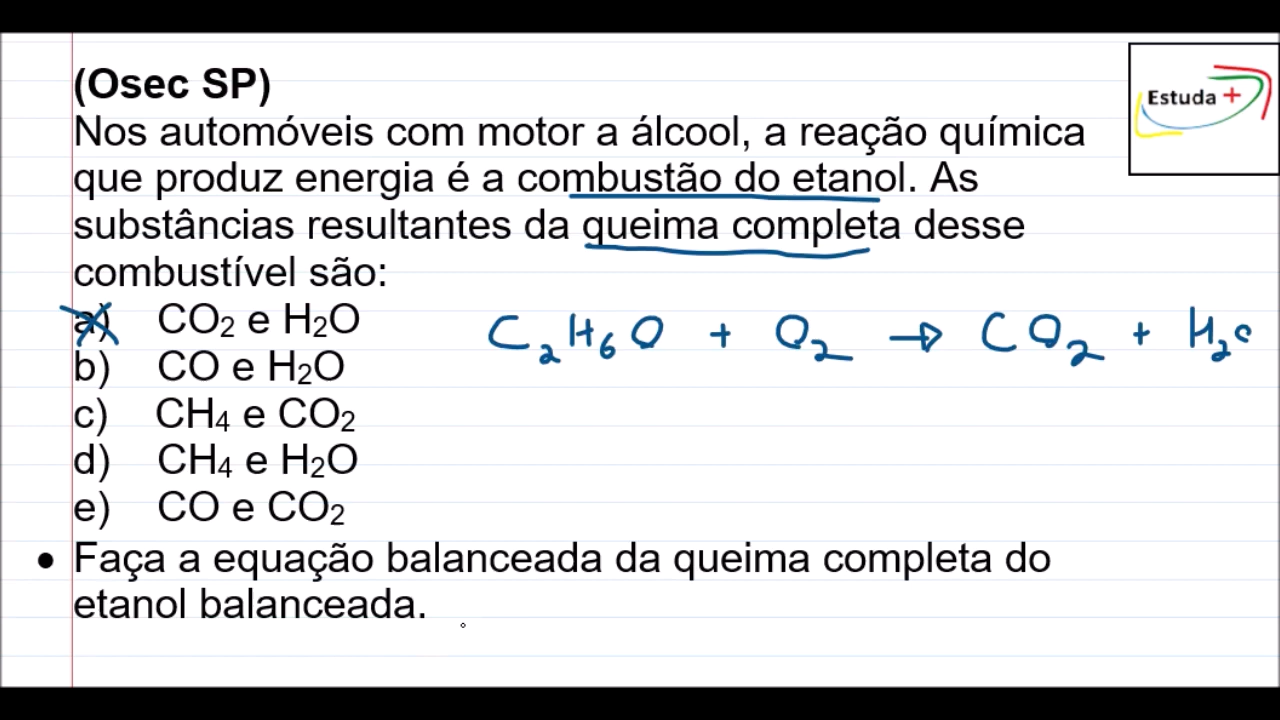 (Osec SP)
Estuda +
Nos automóveis com motor a álcool, a reação química
que produz energia é a combustão do etanol. As
substâncias resultantes da queima completa desse
combustível são:
a) CO₂ e H₂O
C₂H₆O + O₂ → CO₂ + H₂O
b) CO e H₂O
c) CH₄ e CO₂
d) CH₄ e H₂O
e) CO e CO₂
• Faça a equação balanceada da queima completa do
etanol balanceada.